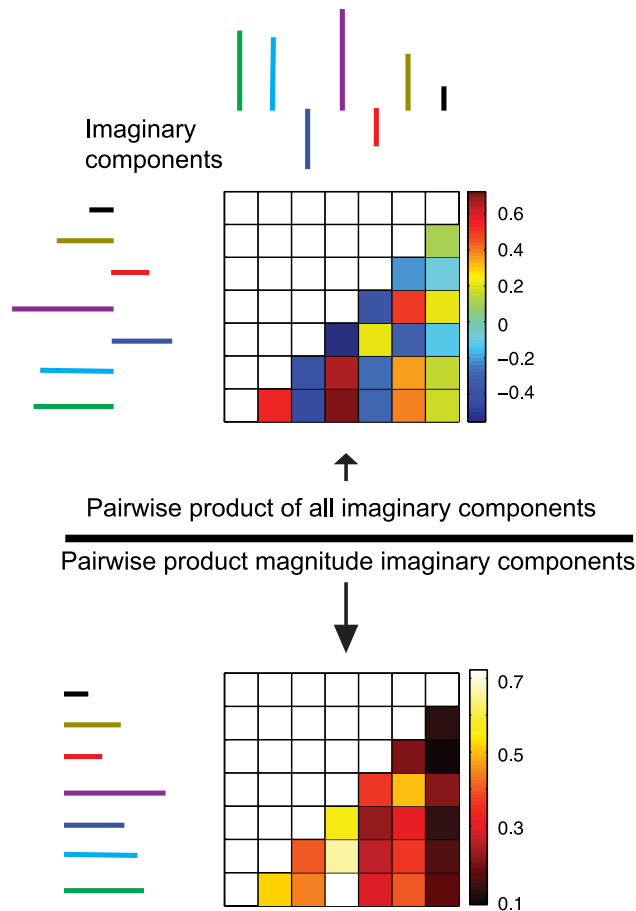 Imaginary
components
0.6
0.4
0.2
0
−0.2
−0.4
Pairwise product of all imaginary components
Pairwise product magnitude imaginary components
0.7
0.5
0.3
0.1